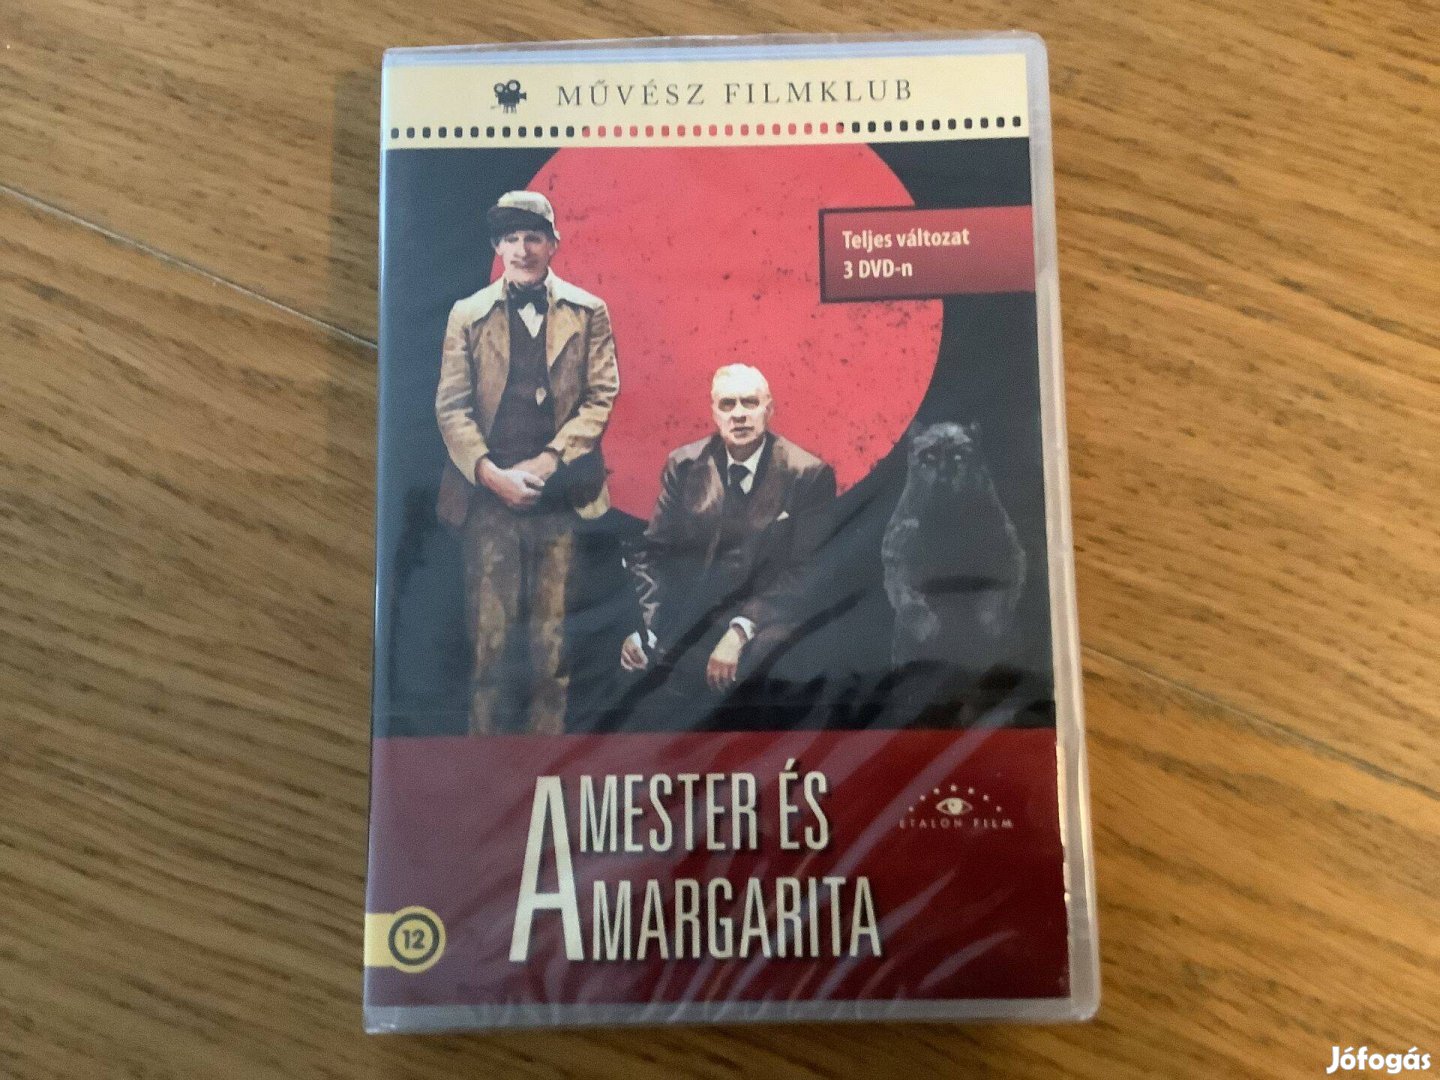 MŰVÉSZ FILMKLUB
Teljes változat
3 DVD-n
A MESTER ÉS
MARGARITA
ETALON FILM
12
Jófogás